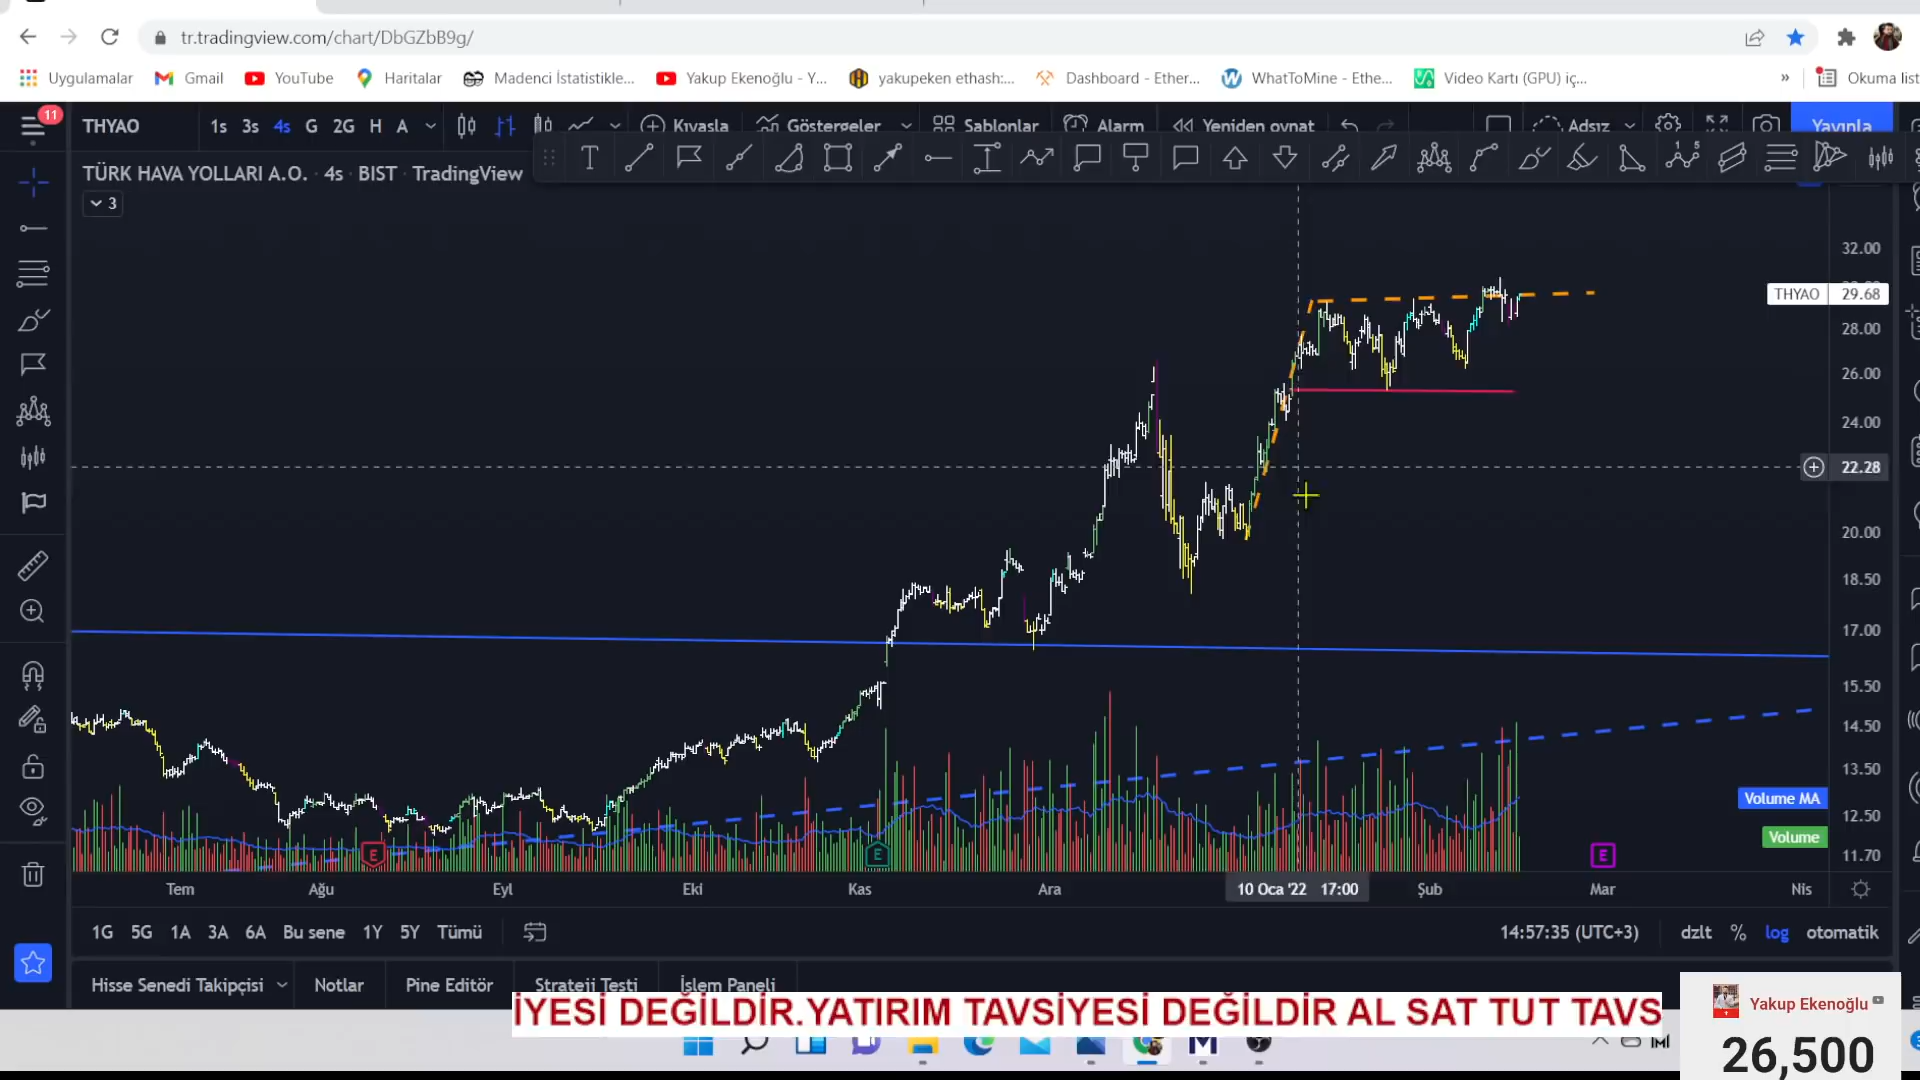 tr.tradingview.com/chart/DbGZbB9g/
Uygulamalar Gmail YouTube Haritalar Madenci İstatistikle... Yakup Ekenoğlu - Y... yakupeken ethash:... Dashboard - Ether... WhatToMine - Ethe... Video Kartı (GPU) iç... » Okuma list
11
THYAO 1s 3s 4s G 2G H A Kıyasla Göstergeler Şablonlar Alarm Yeniden oynat Adsız Yayınla
TÜRK HAVA YOLLARI A.O. · 4s · BIST · TradingView
3
32.00
THYAO 29.68
28.00
26.00
24.00
22.28
20.00
18.50
17.00
15.50
14.50
13.50
Volume MA
12.50
Volume
11.70
E E E
Tem Ağu Eyl Eki Kas Ara 10 Oca '22 17:00 Şub Mar Nis
1G 5G 1A 3A 6A Bu sene 1Y 5Y Tümü 14:57:35 (UTC+3) dzlt % log otomatik
Hisse Senedi Takipçisi Notlar Pine Editör Strateji Testi İşlem Paneli
İYESİ DEĞİLDİR.YATIRIM TAVSİYESİ DEĞİLDİR AL SAT TUT TAVS
Yakup Ekenoğlu
26,500